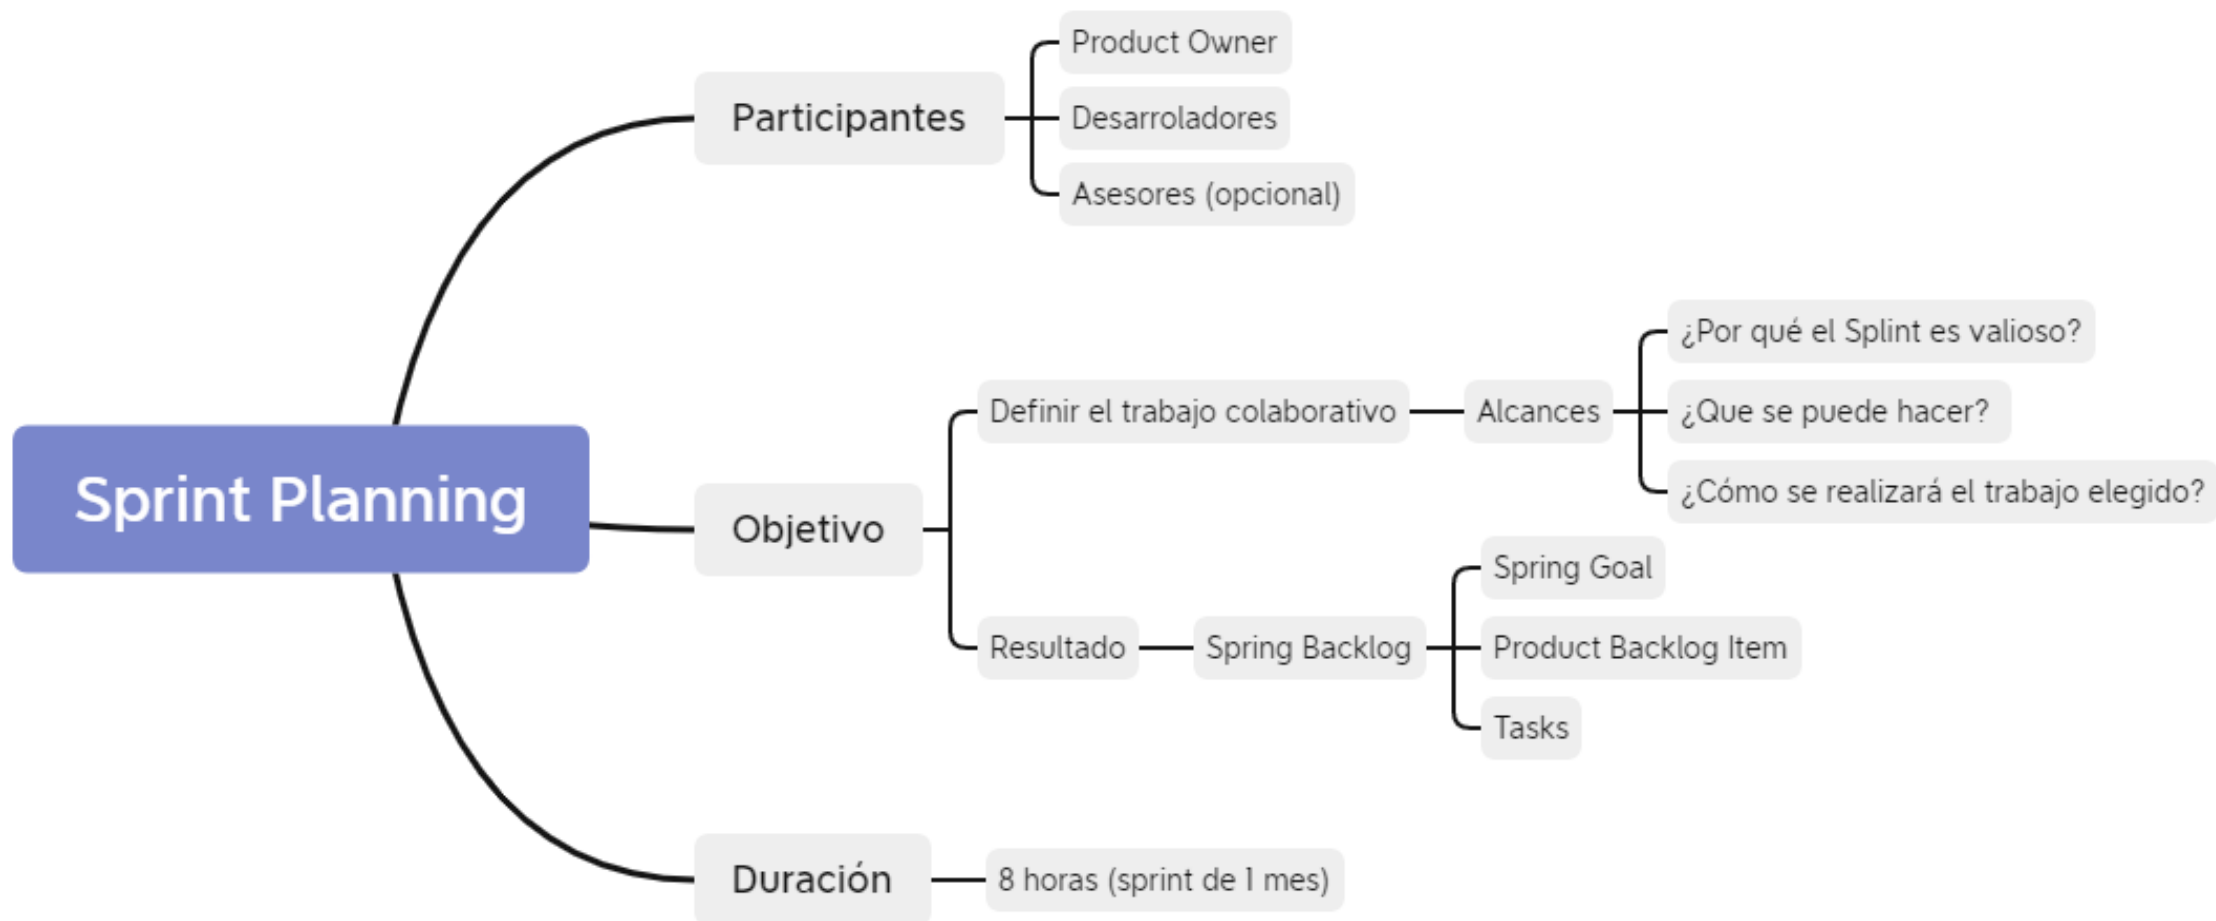 Sprint Planning
Participantes
Product Owner
Desarroladores
Asesores (opcional)
Objetivo
Definir el trabajo colaborativo
Alcances
¿Por qué el Splint es valioso?
¿Que se puede hacer?
¿Cómo se realizará el trabajo elegido?
Resultado
Spring Backlog
Spring Goal
Product Backlog Item
Tasks
Duración
8 horas (sprint de 1 mes)